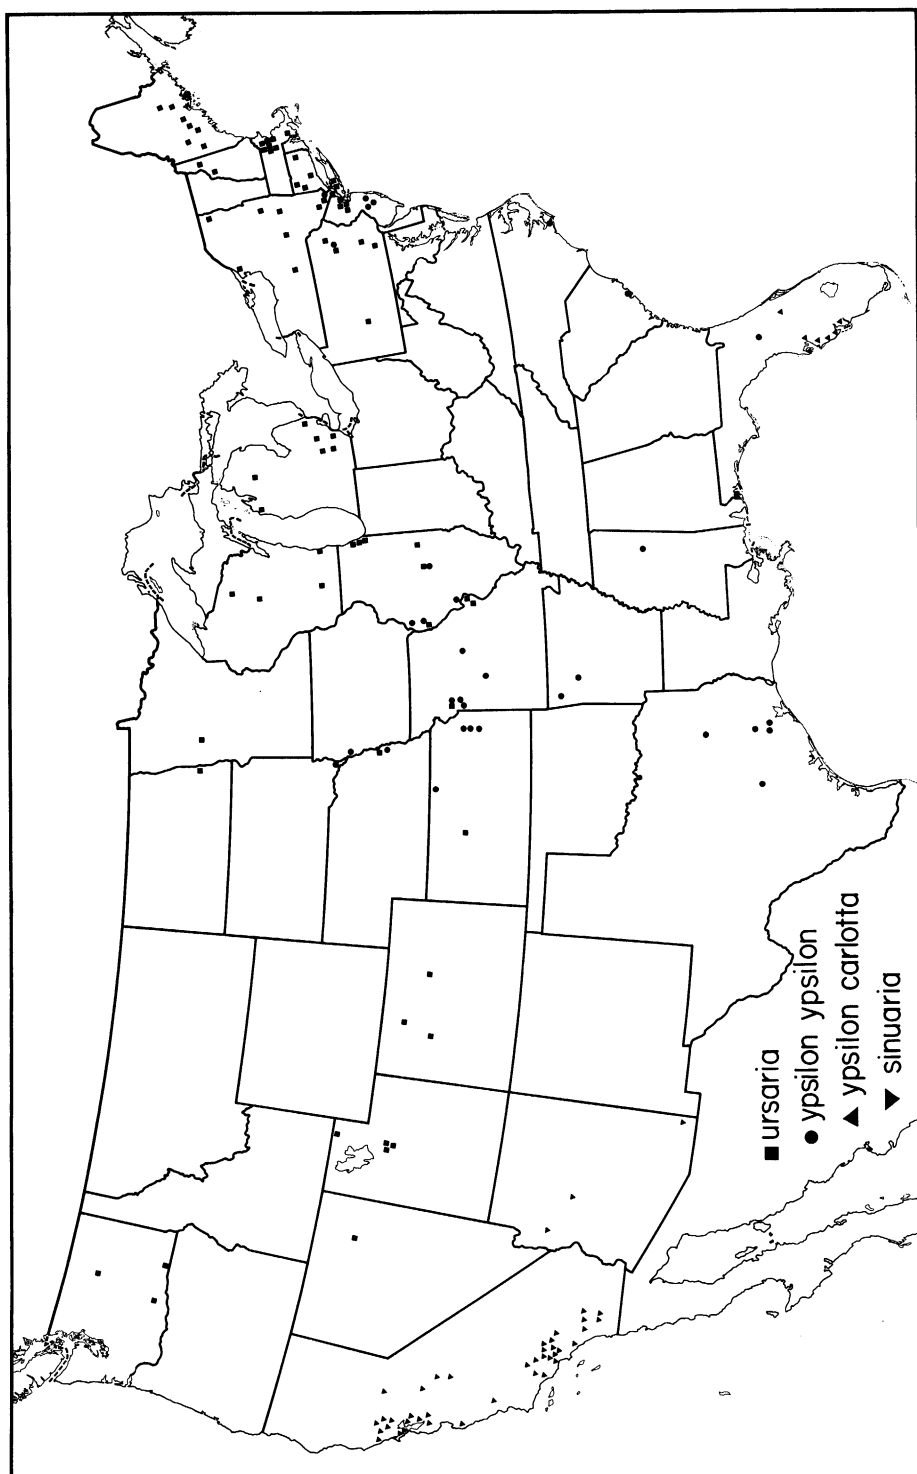 ■ ursaria
● ypsilon ypsilon
▲ ypsilon carlotta
▼ sinuaria